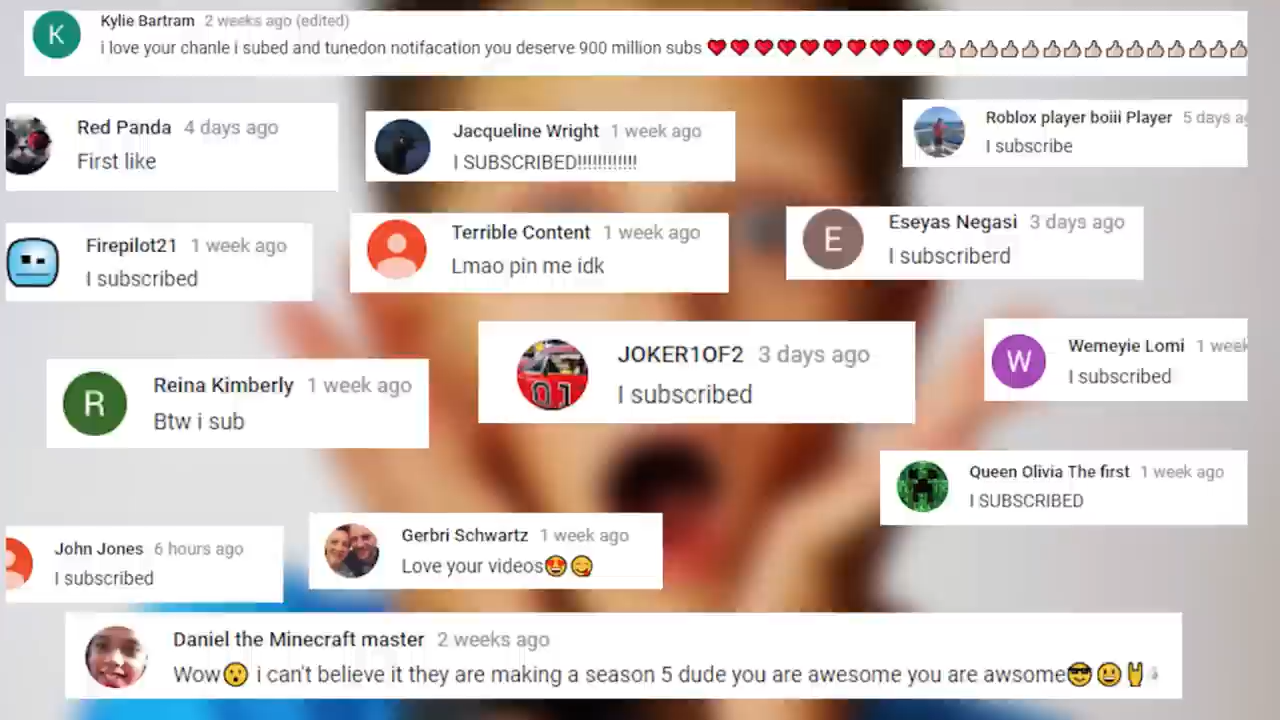 K
Kylie Bartram 2 weeks ago (edited)
i love your chanle i subed and tunedon notifacation you deserve 900 million subs ❤❤❤❤❤❤❤❤❤❤👍👍👍👍👍👍👍👍👍👍👍👍👍👍👍
Red Panda 4 days ago
First like
Jacqueline Wright 1 week ago
I SUBSCRIBED!!!!!!!!!!!!
Roblox player boiii Player 5 days a
I subscribe
Firepilot21 1 week ago
I subscribed
Terrible Content 1 week ago
Lmao pin me idk
E
Eseyas Negasi 3 days ago
I subscriberd
R
Reina Kimberly 1 week ago
Btw i sub
01
JOKER1OF2 3 days ago
I subscribed
W
Wemeyie Lomi 1 week
I subscribed
Queen Olivia The first 1 week ago
I SUBSCRIBED
John Jones 6 hours ago
I subscribed
Gerbri Schwartz 1 week ago
Love your videos😍😋
Daniel the Minecraft master 2 weeks ago
Wow😮 i can't believe it they are making a season 5 dude you are awesome you are awsome😎😀🤘